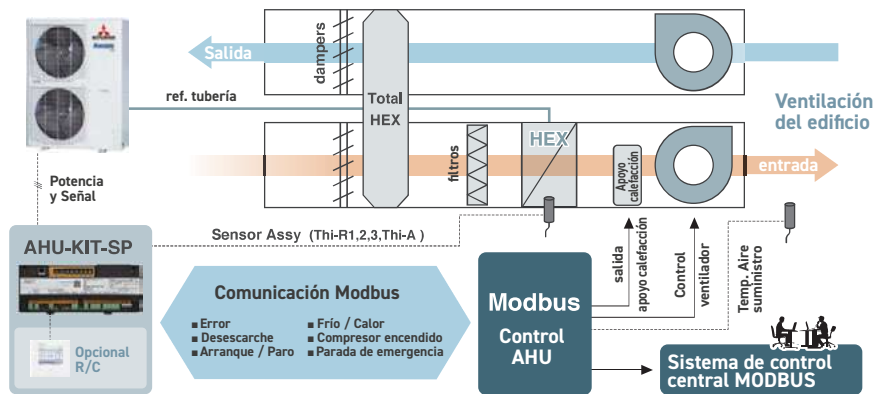 Salida
dampers
Total
HEX
ref. tubería
Ventilación
del edificio
HEX
filtros
Apoyo
calefacción
entrada
Potencia
y Señal
AHU-KIT-SP
Opcional
R/C
Sensor Assy (Thi-R1,2,3,Thi-A )
Comunicación Modbus
■ Error
■ Desescarche
■ Arranque / Paro
■ Frío / Calor
■ Compresor encendido
■ Parada de emergencia
Modbus
Control
AHU
salida
apoyo calefacción
Control
ventilador
Temp. Aire
suministro
Sistema de control
central MODBUS